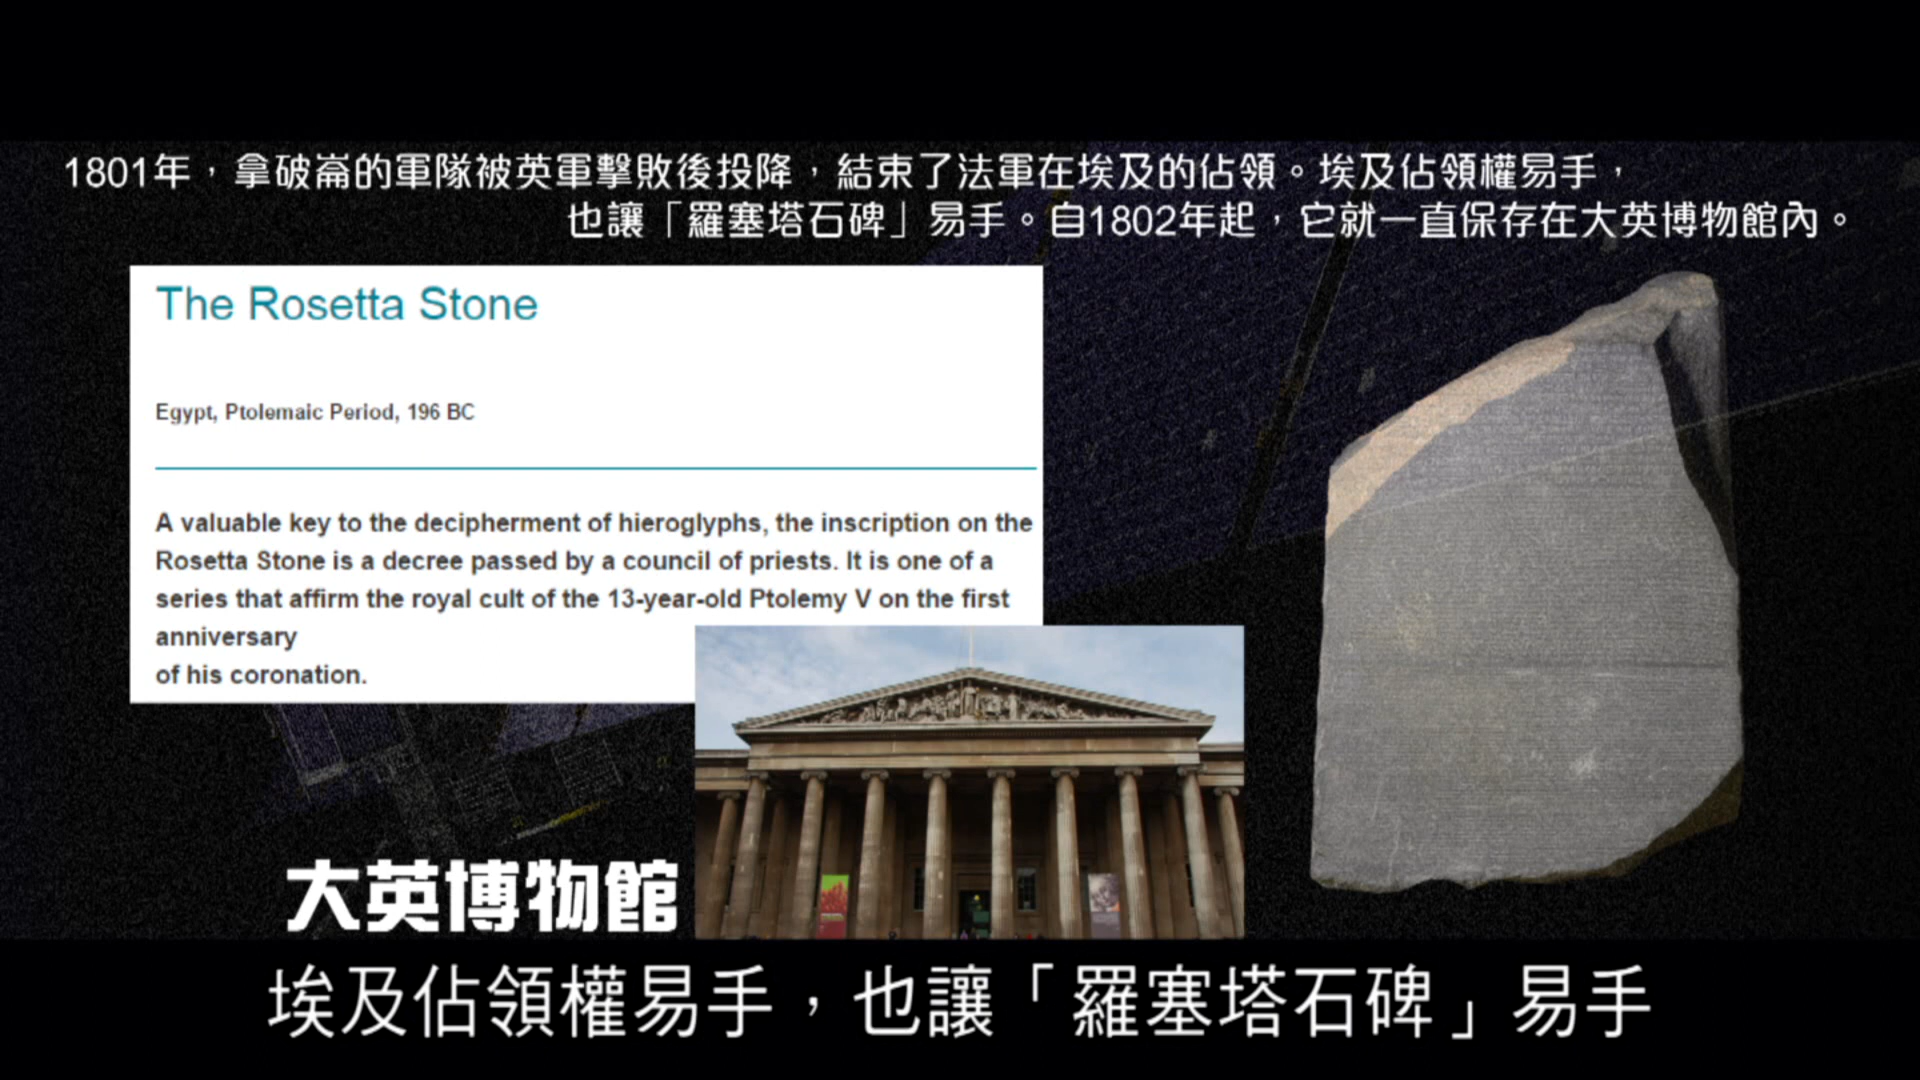 1801年，拿破崙的軍隊被英軍擊敗後投降，結束了法軍在埃及的佔領。埃及佔領權易手，
也讓「羅塞塔石碑」易手。自1802年起，它就一直保存在大英博物館內。
The Rosetta Stone
Egypt, Ptolemaic Period, 196 BC
A valuable key to the decipherment of hieroglyphs, the inscription on the
Rosetta Stone is a decree passed by a council of priests. It is one of a
series that affirm the royal cult of the 13-year-old Ptolemy V on the first
anniversary
of his coronation.
大英博物館
埃及佔領權易手，也讓「羅塞塔石碑」易手